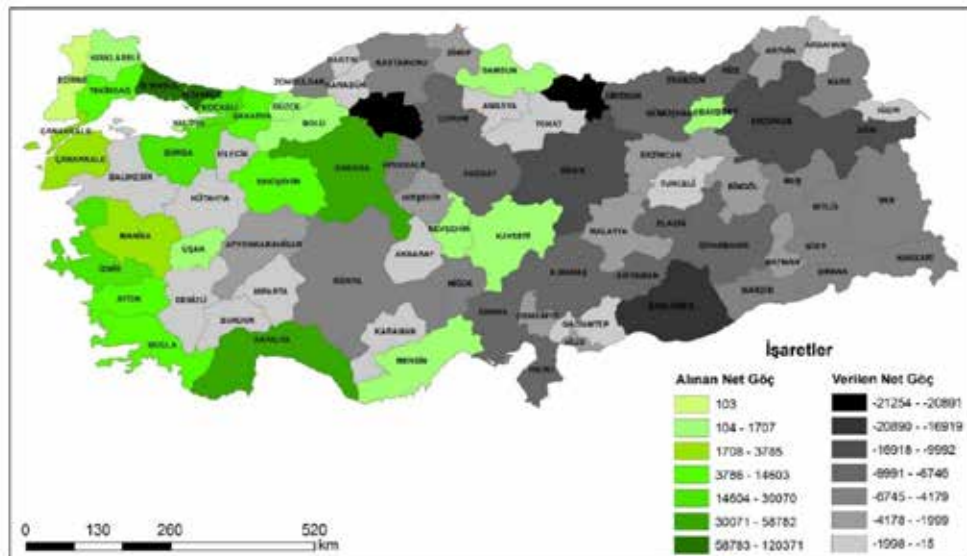 KIRKLARELİ
EDİRNE
TEKİRDAĞ
KOCAELİ
YALOVA
SAKARYA
DÜZCE
BOLU
ZONGULDAK
BARTIN
KARABÜK
KASTAMONU
SİNOP
SAMSUN
AMASYA
TOKAT
ÇORUM
GİRESUN
GÜMÜŞHANE
TRABZON
RİZE
ARTVİN
ARDAHAN
KARS
IĞDIR
AĞRI
ERZURUM
BAYBURT
ERZİNCAN
ÇANAKKALE
ÇANAKKALE
BALIKESİR
BURSA
BİLECİK
ESKİŞEHİR
ANKARA
KIRIKKALE
KIRŞEHİR
YOZGAT
SİVAS
TUNCELİ
BİNGÖL
MUŞ
BİTLİS
VAN
KÜTAHYA
MANİSA
UŞAK
AFYONKARAHİSAR
İZMİR
AYDIN
DENİZLİ
MUĞLA
BURDUR
ISPARTA
ANTALYA
KONYA
AKSARAY
NEVŞEHİR
KAYSERİ
NİĞDE
KARAMAN
MERSİN
ADANA
OSMANİYE
HATAY
KİLİS
GAZİANTEP
K.MARAŞ
MALATYA
ADIYAMAN
ELAZIĞ
DİYARBAKIR
ŞANLIURFA
MARDİN
BATMAN
SİİRT
ŞIRNAK
HAKKARİ
İşaretler
Alınan Net Göç
103
104 - 1707
1708 - 3785
3786 - 14603
14604 - 30070
30071 - 58782
58783 - 120371
Verilen Net Göç
-21254 - -20891
-20890 - -16919
-16918 - -9992
-9991 - -6746
-6745 - -4179
-4178 - -1999
-1998 - -15
0 130 260 520
km